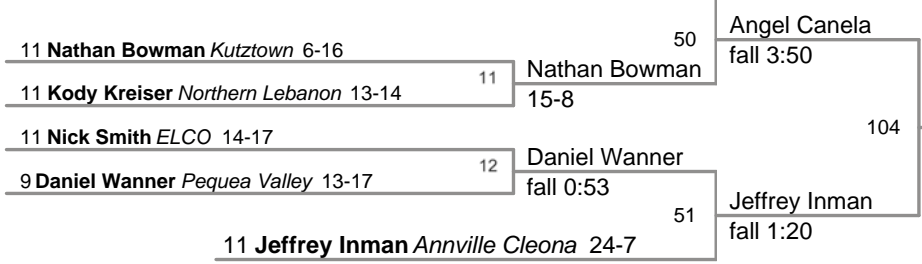 Angel Canela
50
fall 3:50
11 Nathan Bowman Kutztown 6-16
11
Nathan Bowman
11 Kody Kreiser Northern Lebanon 13-14
15-8
11 Nick Smith ELCO 14-17
104
12
Daniel Wanner
9 Daniel Wanner Pequea Valley 13-17
fall 0:53
Jeffrey Inman
51
fall 1:20
11 Jeffrey Inman Annville Cleona 24-7